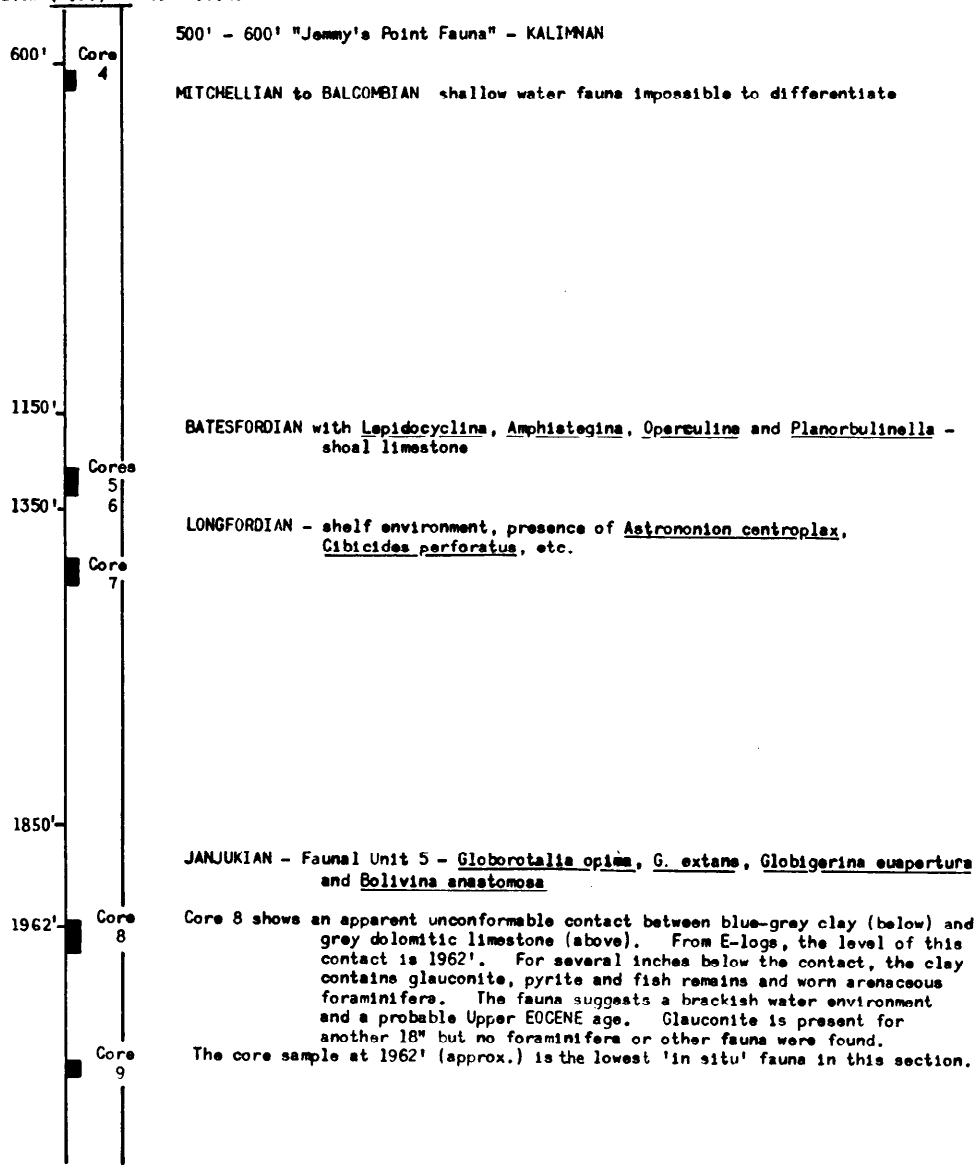 500' - 600' "Jemmy's Point Fauna" - KALIMNAN
600' Core
4
MITCHELLIAN to BALCOMBIAN shallow water fauna impossible to differentiate
1150'
BATESFORDIAN with Lepidocyclina, Amphistegina, Operculina and Planorbulinella -
shoal limestone
Cores
5
1350' 6
LONGFORDIAN - shelf environment, presence of Astrononion centroplax,
Cibicides perforatus, etc.
Core
7
1850'
JANJUKIAN - Faunal Unit 5 - Globorotalia opima, G. extans, Globigerina euapertura
and Bolivina anastomosa
1962' Core
8
Core 8 shows an apparent unconformable contact between blue-grey clay (below) and
grey dolomitic limestone (above). From E-logs, the level of this
contact is 1962'. For several inches below the contact, the clay
contains glauconite, pyrite and fish remains and worn arenaceous
foraminifera. The fauna suggests a brackish water environment
and a probable Upper EOCENE age. Glauconite is present for
another 18" but no foraminifera or other fauna were found.
Core
9
The core sample at 1962' (approx.) is the lowest 'in situ' fauna in this section.